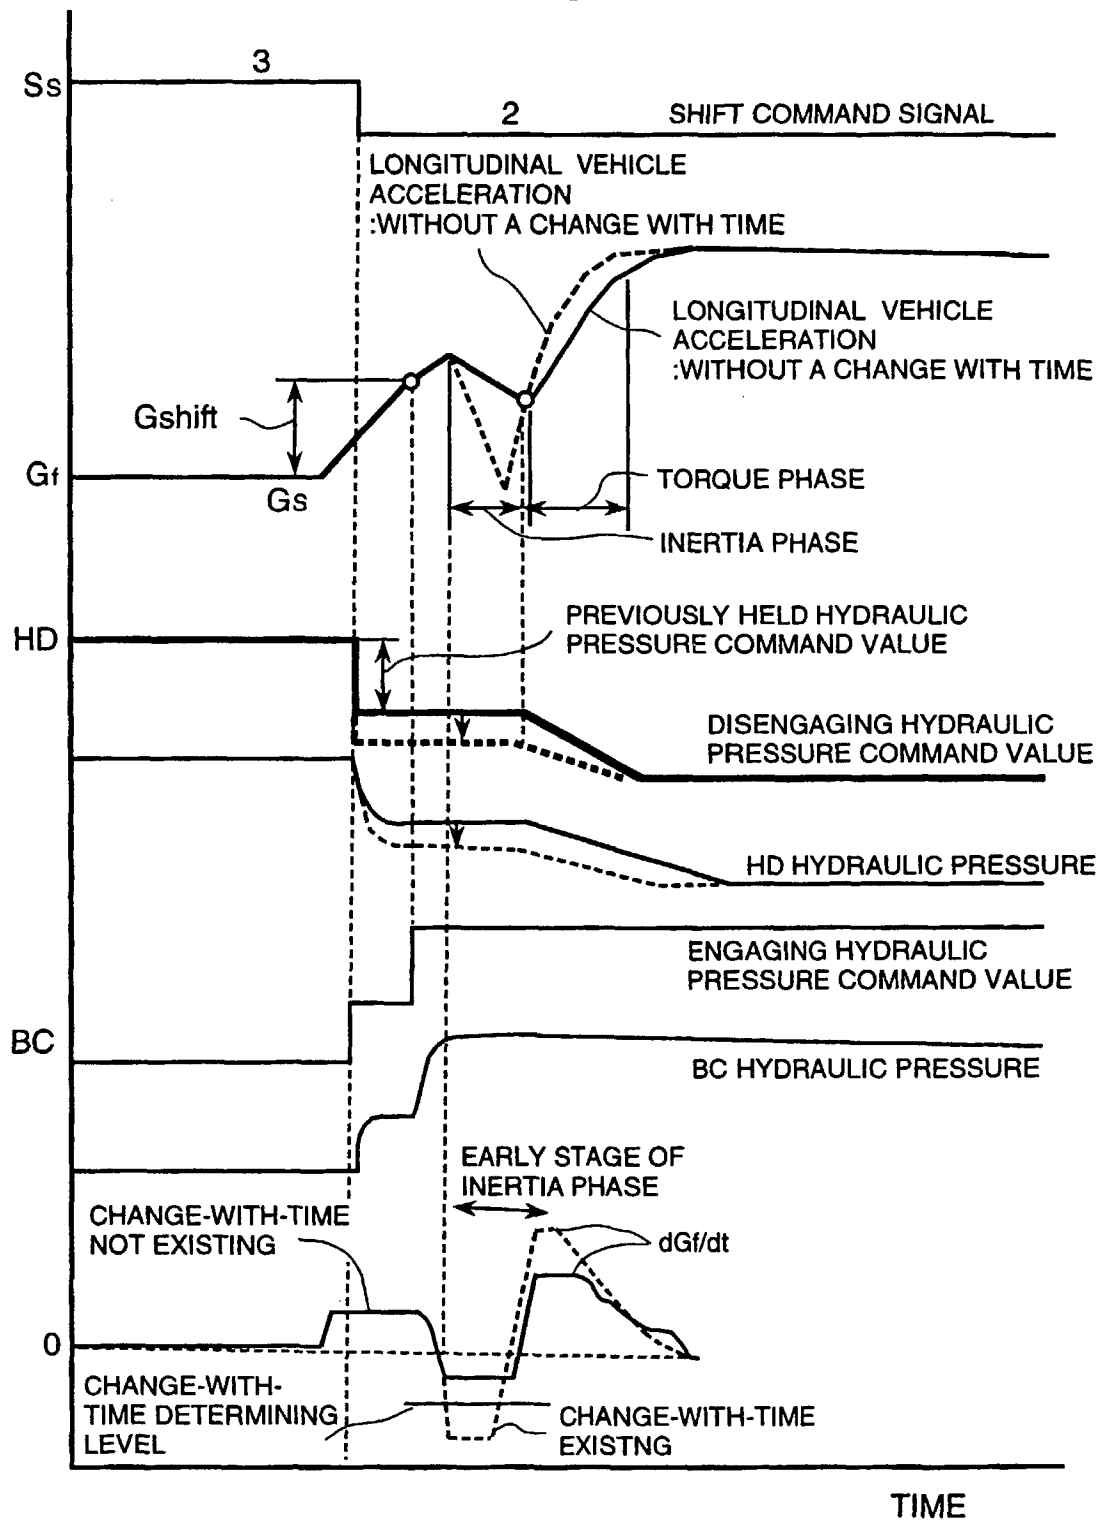 3
Ss
2
SHIFT COMMAND SIGNAL
LONGITUDINAL VEHICLE
ACCELERATION
:WITHOUT A CHANGE WITH TIME
LONGITUDINAL VEHICLE
ACCELERATION
:WITHOUT A CHANGE WITH TIME
Gshift
Gf
Gs
TORQUE PHASE
INERTIA PHASE
HD
PREVIOUSLY HELD HYDRAULIC
PRESSURE COMMAND VALUE
DISENGAGING HYDRAULIC
PRESSURE COMMAND VALUE
HD HYDRAULIC PRESSURE
ENGAGING HYDRAULIC
PRESSURE COMMAND VALUE
BC
BC HYDRAULIC PRESSURE
EARLY STAGE OF
INERTIA PHASE
CHANGE-WITH-TIME
NOT EXISTING
dGf/dt
0
CHANGE-WITH-
TIME DETERMINING
LEVEL
CHANGE-WITH-TIME
EXISTNG
TIME